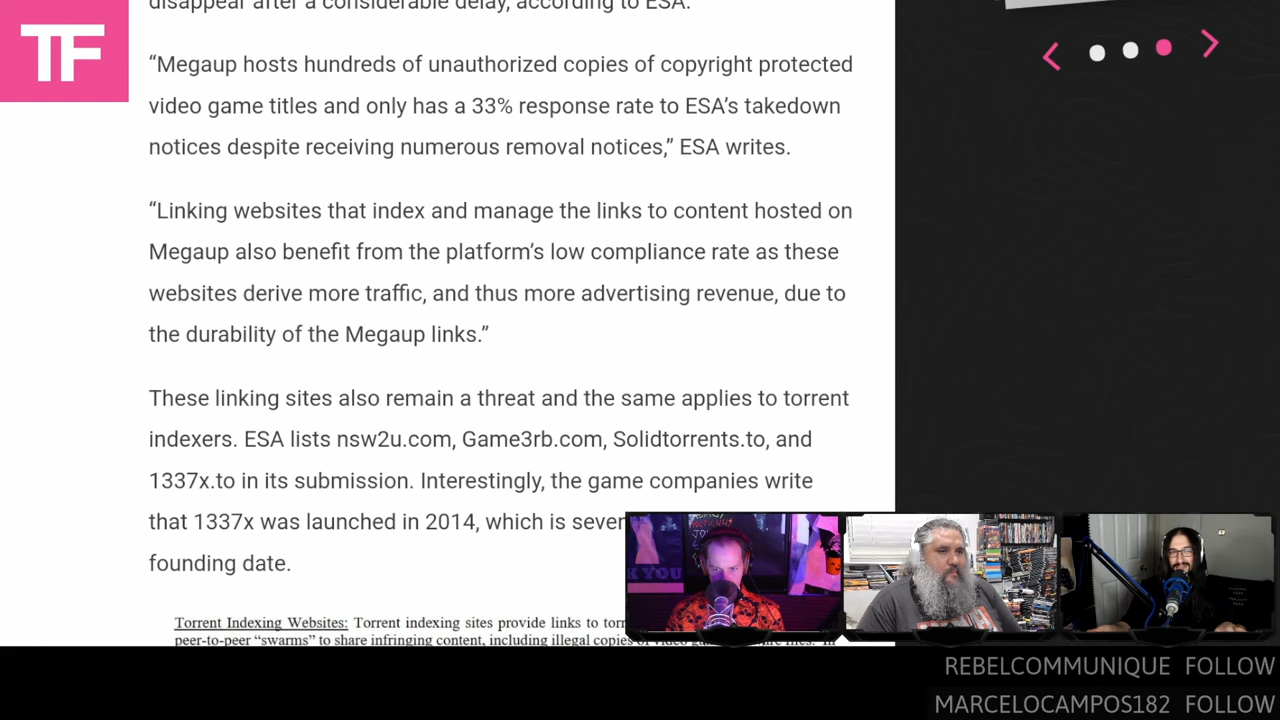 disappear after a considerable delay, according to ESA.
TF
“Megaup hosts hundreds of unauthorized copies of copyright protected
video game titles and only has a 33% response rate to ESA’s takedown
notices despite receiving numerous removal notices,” ESA writes.
“Linking websites that index and manage the links to content hosted on
Megaup also benefit from the platform’s low compliance rate as these
websites derive more traffic, and thus more advertising revenue, due to
the durability of the Megaup links.”
These linking sites also remain a threat and the same applies to torrent
indexers. ESA lists nsw2u.com, Game3rb.com, Solidtorrents.to, and
1337x.to in its submission. Interestingly, the game companies write
that 1337x was launched in 2014, which is seven
founding date.
Torrent Indexing Websites: Torrent indexing sites provide links to torr
peer-to-peer “swarms” to share infringing content, including illegal copies of video
REBELCOMMUNIQUE FOLLOW
MARCELOCAMPOS182 FOLLOW